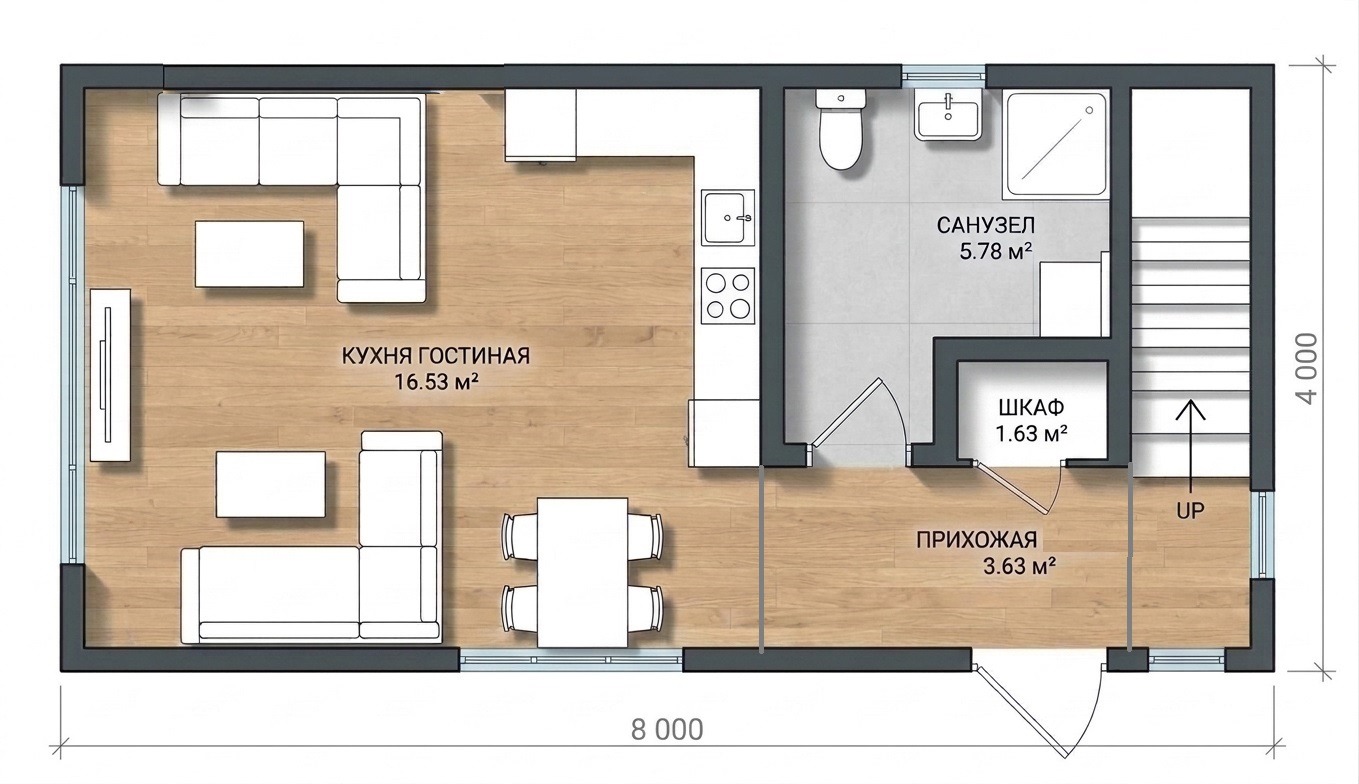 САНУЗЕЛ
5.78 м²
КУХНЯ ГОСТИНАЯ
16.53 м²
ШКАФ
1.63 м²
UP
ПРИХОЖАЯ
3.63 м²
4 000
8 000